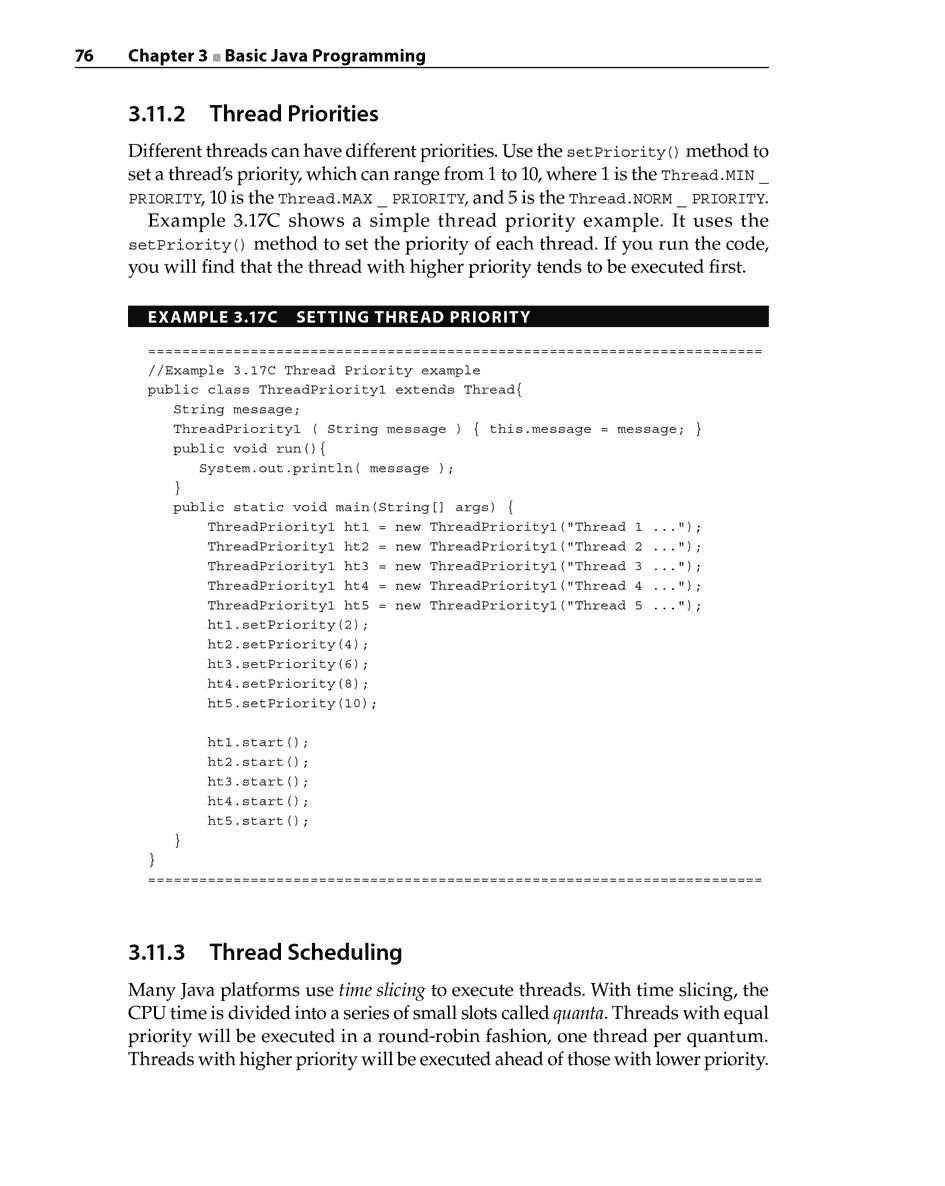 76 Chapter 3 ■ Basic Java Programming
3.11.2 Thread Priorities
Different threads can have different priorities. Use the setPriority() method to
set a thread's priority, which can range from 1 to 10, where 1 is the Thread.MIN _
PRIORITY, 10 is the Thread.MAX _ PRIORITY, and 5 is the Thread.NORM _ PRIORITY.
Example 3.17C shows a simple thread priority example. It uses the
setPriority() method to set the priority of each thread. If you run the code,
you will find that the thread with higher priority tends to be executed first.
EXAMPLE 3.17C SETTING THREAD PRIORITY
========================================================================
//Example 3.17C Thread Priority example
public class ThreadPriority1 extends Thread{
   String message;
   ThreadPriority1 ( String message ) { this.message = message; }
   public void run(){
      System.out.println( message );
   }
   public static void main(String[] args) {
       ThreadPriority1 ht1 = new ThreadPriority1("Thread 1 ...");
       ThreadPriority1 ht2 = new ThreadPriority1("Thread 2 ...");
       ThreadPriority1 ht3 = new ThreadPriority1("Thread 3 ...");
       ThreadPriority1 ht4 = new ThreadPriority1("Thread 4 ...");
       ThreadPriority1 ht5 = new ThreadPriority1("Thread 5 ...");
       ht1.setPriority(2);
       ht2.setPriority(4);
       ht3.setPriority(6);
       ht4.setPriority(8);
       ht5.setPriority(10);

       ht1.start();
       ht2.start();
       ht3.start();
       ht4.start();
       ht5.start();
   }
}
========================================================================
3.11.3 Thread Scheduling
Many Java platforms use time slicing to execute threads. With time slicing, the
CPU time is divided into a series of small slots called quanta. Threads with equal
priority will be executed in a round-robin fashion, one thread per quantum.
Threads with higher priority will be executed ahead of those with lower priority.